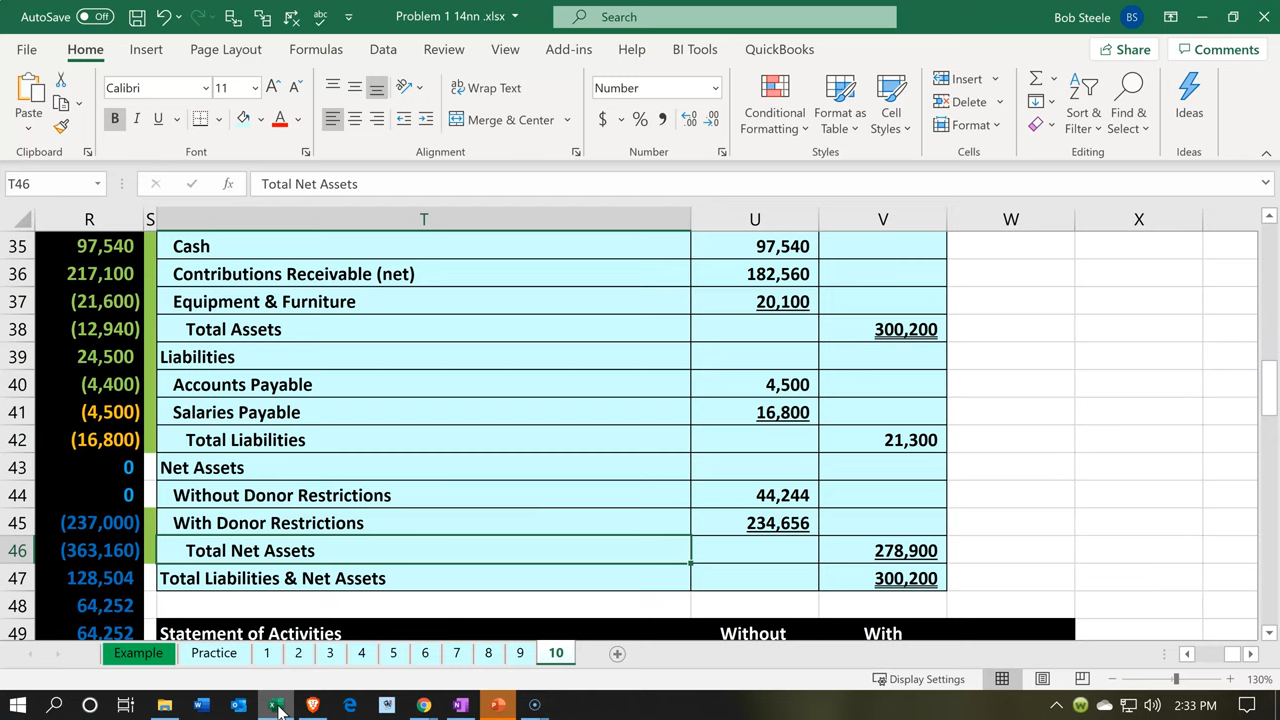 AutoSave Off Problem 1 14nn .xlsx Search Bob Steele BS
File Home Insert Page Layout Formulas Data Review View Add-ins Help BI Tools QuickBooks Share Comments
Paste Calibri 11 Wrap Text Number Conditional Formatting Format as Table Cell Styles Insert Sort & Filter Find & Select Ideas
B I U Merge & Center $ % Delete
Format
Clipboard Font Alignment Number Styles Cells Editing Ideas
T46 fx Total Net Assets
R S T U V W X
35 97,540 Cash 97,540
36 217,100 Contributions Receivable (net) 182,560
37 (21,600) Equipment & Furniture 20,100
38 (12,940) Total Assets 300,200
39 24,500 Liabilities
40 (4,400) Accounts Payable 4,500
41 (4,500) Salaries Payable 16,800
42 (16,800) Total Liabilities 21,300
43 0 Net Assets
44 0 Without Donor Restrictions 44,244
45 (237,000) With Donor Restrictions 234,656
46 (363,160) Total Net Assets 278,900
47 128,504 Total Liabilities & Net Assets 300,200
48 64,252
49 64,252 Statement of Activities Without With
Example Practice 1 2 3 4 5 6 7 8 9 10
Display Settings 130%
2:33 PM